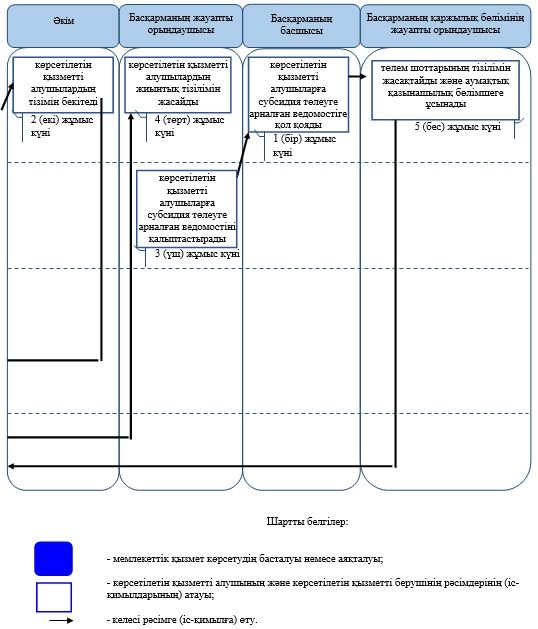 Әкім
Басқарманың жауапты
орындаушысы
Басқарманың
басшысы
Басқарманың қаржылық бөлімінің
жауапты орындаушысы
көрсетілетін
қызметті
алушылардың
тізімін бекітеді
2 (екі) жұмыс
күні
көрсетілетін қызметті
алушылардың
жиынтық тізілімін
жасайды
4 (төрт) жұмыс
күні
көрсетілетін
қызметті
алушыларға
субсидия төлеуге
арналған ведомостіні
қалыптастырады
3 (үш) жұмыс күні
көрсетілетін
қызметті
алушыларға
субсидия төлеуге
арналған ведомостіге
қол қояды
1 (бір) жұмыс
күні
төлем шоттарының тізілімін
жасақтайды және аумақтық
қазынашылық бөлімшеге
ұсынады
5 (бес) жұмыс күні
Шартты белгілер:
- мемлекеттік қызмет көрсетудің басталуы немесе аяқталуы;
- көрсетілетін қызметті алушының және көрсетілетін қызметті берушінің рәсімдерінің (іс-
қимылдарының) атауы;
- келесі рәсімге (іс-қимылға) өту.